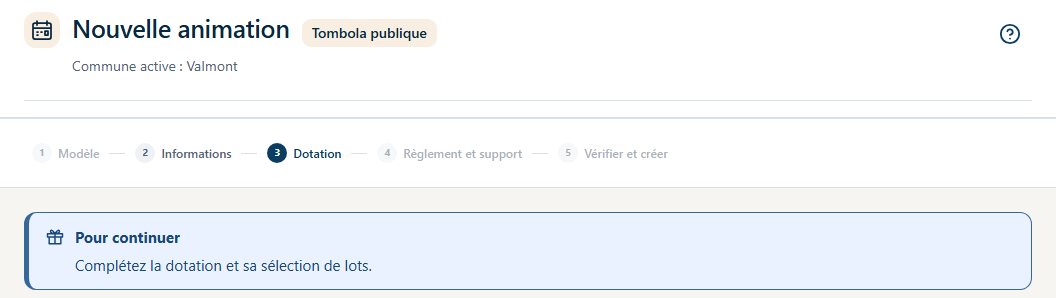 Nouvelle animation Tombola publique
Commune active : Valmont
1 Modèle 2 Informations 3 Dotation 4 Règlement et support 5 Vérifier et créer
Pour continuer
Complétez la dotation et sa sélection de lots.